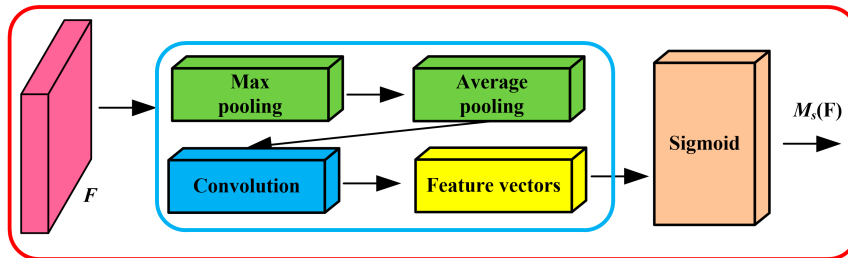 F
Max
pooling
Average
pooling
Convolution
Feature vectors
Sigmoid
Mₛ(F)